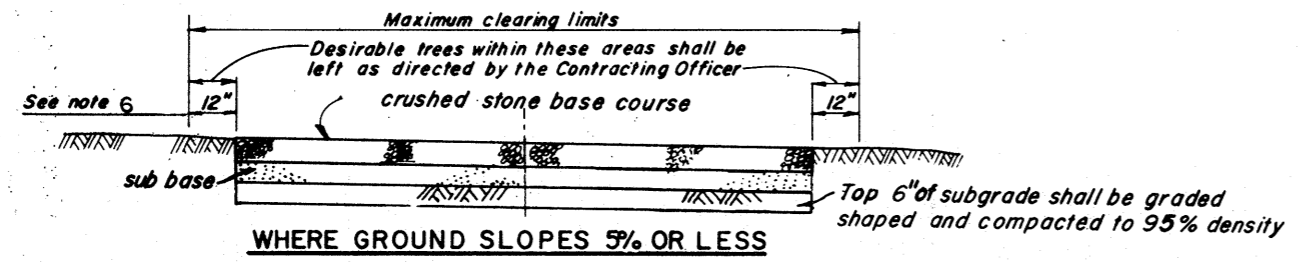 Maximum clearing limits
Desirable trees within these areas shall be
left as directed by the Contracting Officer
See note 6
12"
12"
crushed stone base course
sub base
Top 6" of subgrade shall be graded
shaped and compacted to 95% density
WHERE GROUND SLOPES 5% OR LESS